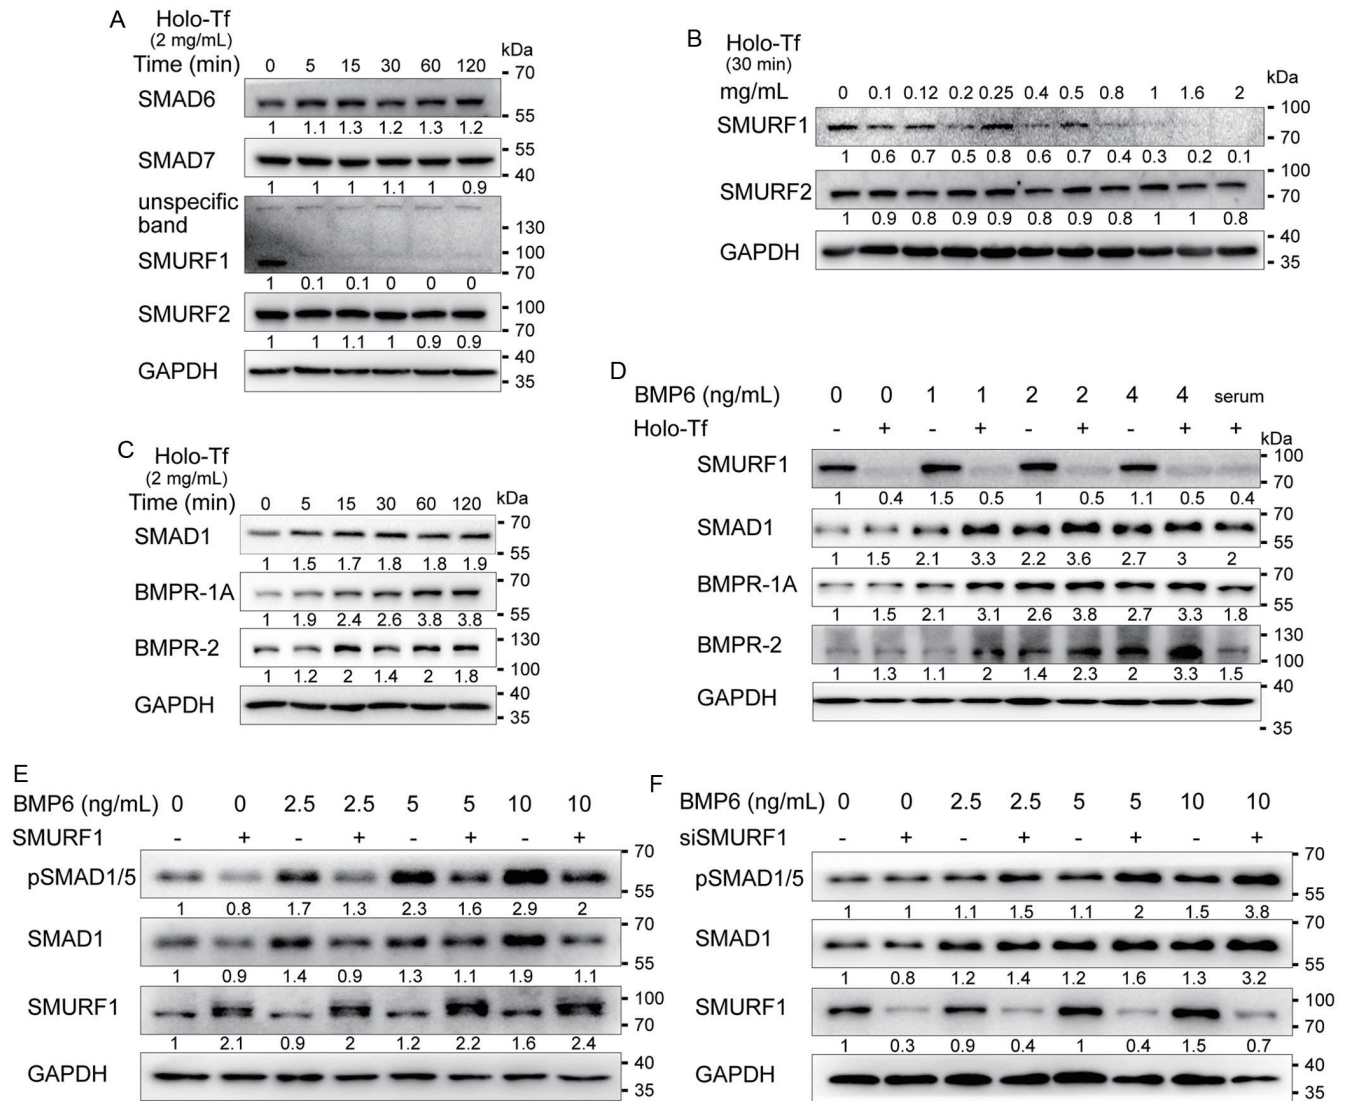 A
Holo-Tf
(2 mg/mL)
Time (min) 0 5 15 30 60 120 kDa
70
SMAD6
55
1 1.1 1.3 1.2 1.3 1.2
55
SMAD7
40
1 1 1 1.1 1 0.9
unspecific
band
130
SMURF1
100
70
1 0.1 0.1 0 0 0
SMURF2
100
70
1 1 1.1 1 0.9 0.9
40
GAPDH
35
B
Holo-Tf
(30 min)
mg/mL 0 0.1 0.12 0.2 0.25 0.4 0.5 0.8 1 1.6 2 kDa
100
SMURF1
70
1 0.6 0.7 0.5 0.8 0.6 0.7 0.4 0.3 0.2 0.1
100
SMURF2
70
1 0.9 0.8 0.9 0.9 0.8 0.9 0.8 1 1 0.8
40
GAPDH
35
C
Holo-Tf
(2 mg/mL)
Time (min) 0 5 15 30 60 120 kDa
70
SMAD1
55
1 1.5 1.7 1.8 1.8 1.9
70
BMPR-1A
55
1 1.9 2.4 2.6 3.8 3.8
130
BMPR-2
100
1 1.2 2 1.4 2 1.8
40
GAPDH
35
D
BMP6 (ng/mL) 0 0 1 1 2 2 4 4 serum
Holo-Tf - + - + - + - + +
kDa
100
SMURF1
70
1 0.4 1.5 0.5 1 0.5 1.1 0.5 0.4
70
SMAD1
55
1 1.5 2.1 3.3 2.2 3.6 2.7 3 2
70
BMPR-1A
55
1 1.5 2.1 3.1 2.6 3.8 2.7 3.3 1.8
130
BMPR-2
100
1 1.3 1.1 2 1.4 2.3 2 3.3 1.5
40
GAPDH
35
E
BMP6 (ng/mL) 0 0 2.5 2.5 5 5 10 10
SMURF1 - + - + - + - +
70
pSMAD1/5
55
1 0.8 1.7 1.3 2.3 1.6 2.9 2
70
SMAD1
55
1 0.9 1.4 0.9 1.3 1.1 1.9 1.1
100
SMURF1
70
1 2.1 0.9 2 1.2 2.2 1.6 2.4
40
GAPDH
35
F
BMP6 (ng/mL) 0 0 2.5 2.5 5 5 10 10
siSMURF1 - + - + - + - +
70
pSMAD1/5
55
1 1 1.1 1.5 1.1 2 1.5 3.8
70
SMAD1
55
1 0.8 1.2 1.4 1.2 1.6 1.3 3.2
100
SMURF1
70
1 0.3 0.9 0.4 1 0.4 1.5 0.7
40
GAPDH
35